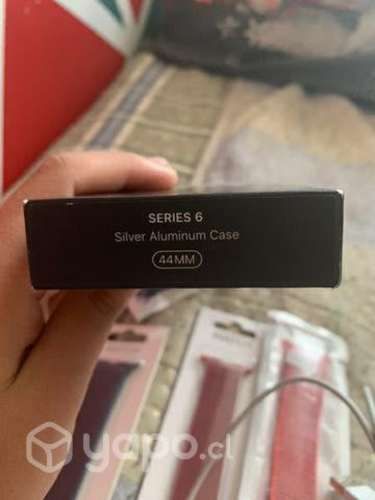 SERIES 6
Silver Aluminum Case
44MM
yapo.cl